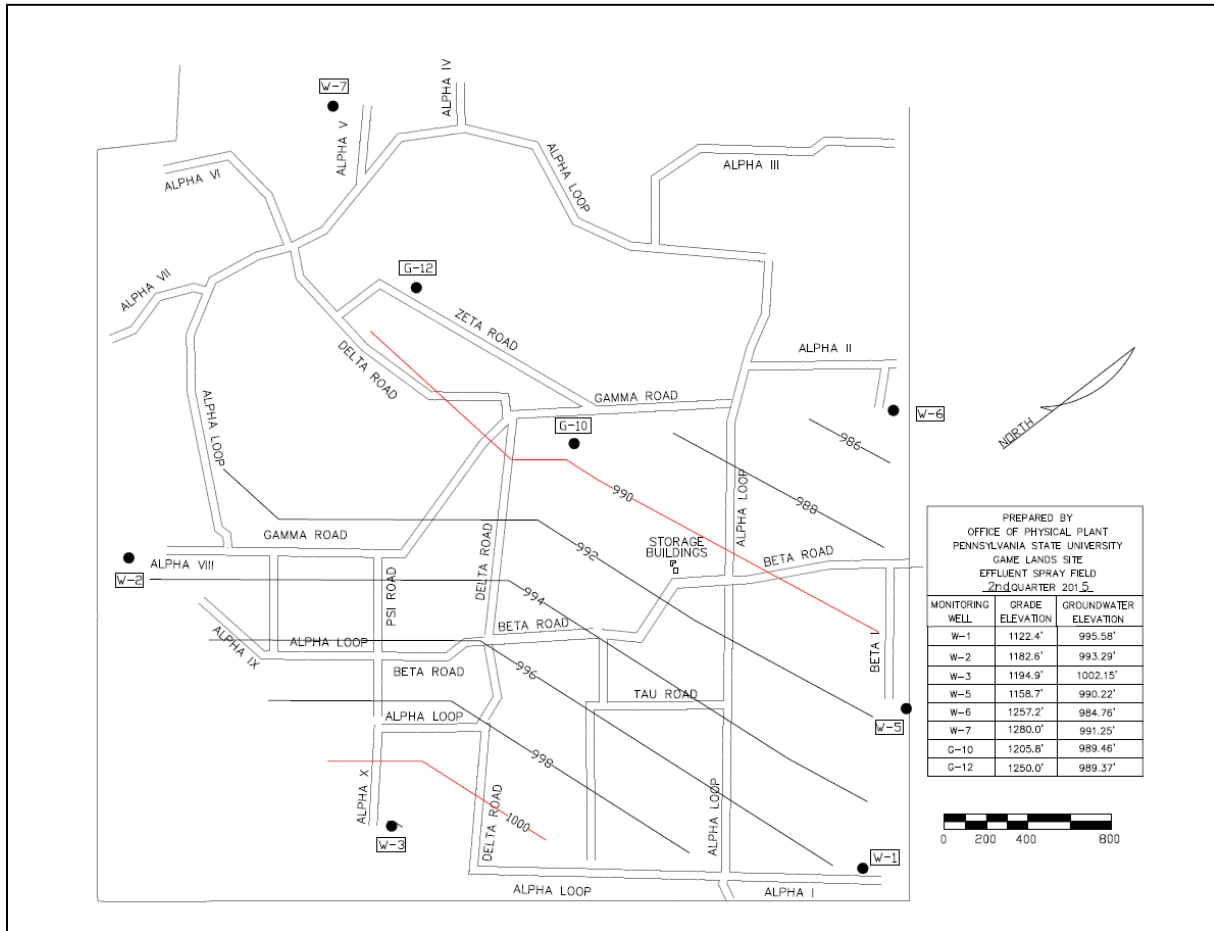 W-7
ALPHA IV
ALPHA V
ALPHA LOOP
ALPHA III
ALPHA VI
ALPHA VII
G-12
ZETA ROAD
DELTA ROAD
ALPHA II
GAMMA ROAD
ALPHA LOOP
W-6
G-10
986
NORTH
988
990
ALPHA LOOP
GAMMA ROAD
992
STORAGE
BUILDINGS
BETA ROAD
W-2
ALPHA VIII
PSI ROAD
DELTA ROAD
994
BETA ROAD
ALPHA IX
ALPHA LOOP
BETA ROAD
996
BETA I
TAU ROAD
W-5
ALPHA LOOP
998
ALPHA X
1000
DELTA ROAD
ALPHA LOOP
W-3
W-1
ALPHA LOOP
ALPHA I
PREPARED BY
OFFICE OF PHYSICAL PLANT
PENNSYLVANIA STATE UNIVERSITY
GAME LANDS SITE
EFFLUENT SPRAY FIELD
2nd QUARTER 2015
MONITORING WELL GRADE ELEVATION GROUNDWATER ELEVATION
W-1 1122.4' 995.58'
W-2 1182.6' 993.29'
W-3 1194.9' 1002.15'
W-5 1158.7' 990.22'
W-6 1257.2' 984.76'
W-7 1280.0' 991.25'
G-10 1205.8' 989.46'
G-12 1250.0' 989.37'
0 200 400 800